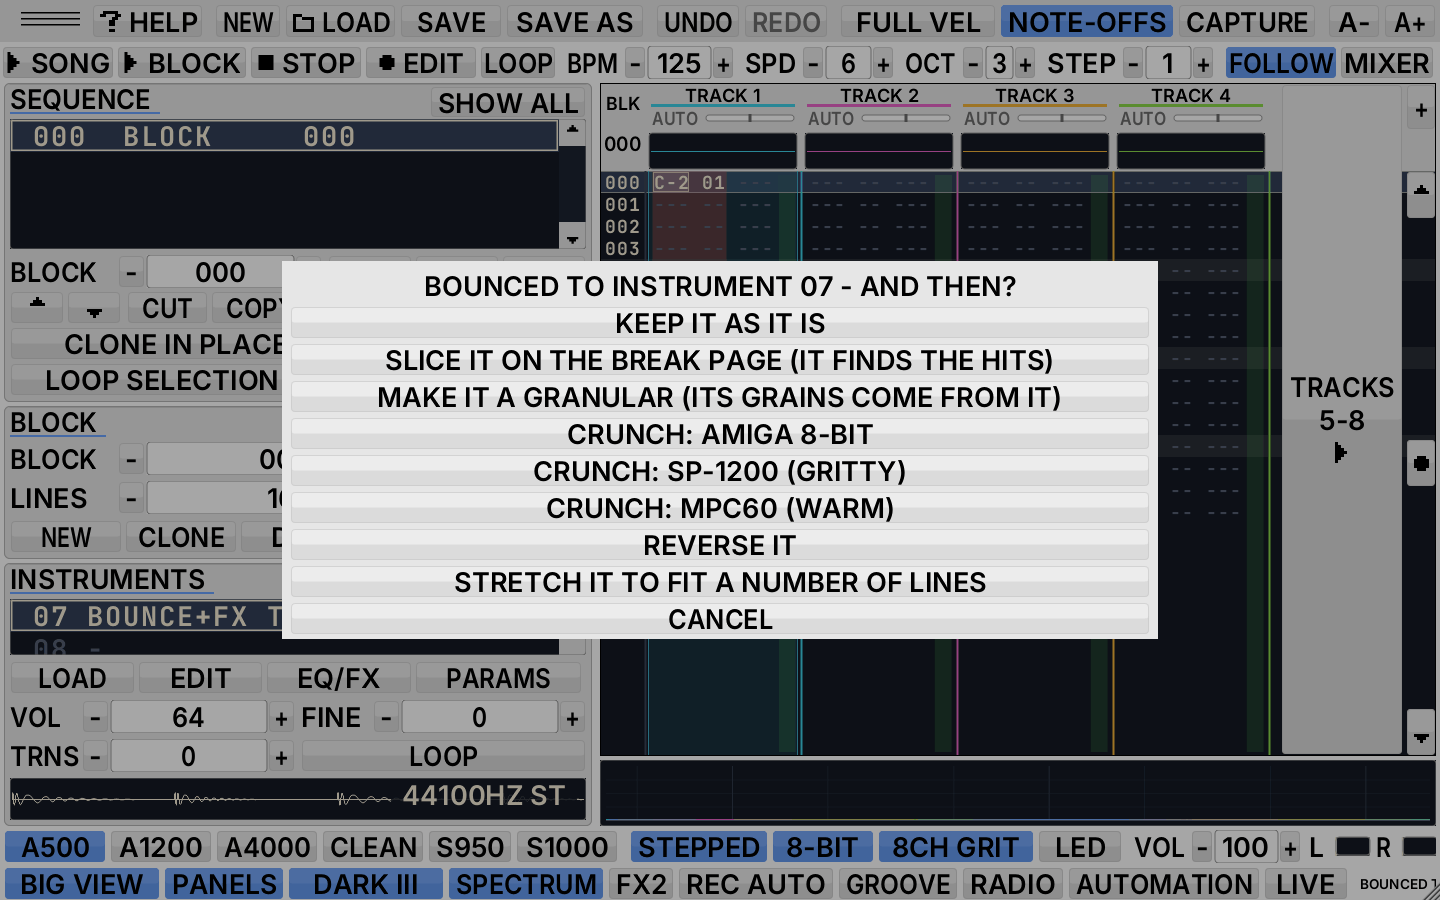 HELP NEW LOAD SAVE SAVE AS UNDO REDO FULL VEL NOTE-OFFS CAPTURE A- A+
SONG BLOCK STOP EDIT LOOP BPM - 125 + SPD - 6 + OCT - 3 + STEP - 1 + FOLLOW MIXER
SEQUENCE SHOW ALL
000 BLOCK 000
BLOCK - 000
CUT COPY
CLONE IN PLACE
LOOP SELECTION
BLOCK
BLOCK - 00
LINES - 1
NEW CLONE
INSTRUMENTS
07 BOUNCE+FX T
08 -
LOAD EDIT EQ/FX PARAMS
VOL - 64 + FINE - 0 +
TRNS - 0 + LOOP
44100HZ ST
BLK TRACK 1 TRACK 2 TRACK 3 TRACK 4 +
AUTO AUTO AUTO AUTO
000
000 C-2 01 --- --- -- --- --- -- --- --- -- ---
001 --- -- --- --- -- --- --- -- --- --- -- ---
002 --- -- --- --- -- --- --- -- --- --- -- ---
003 --- -- --- --- -- --- --- -- --- --- -- ---
TRACKS
5-8
BOUNCED TO INSTRUMENT 07 - AND THEN?
KEEP IT AS IT IS
SLICE IT ON THE BREAK PAGE (IT FINDS THE HITS)
MAKE IT A GRANULAR (ITS GRAINS COME FROM IT)
CRUNCH: AMIGA 8-BIT
CRUNCH: SP-1200 (GRITTY)
CRUNCH: MPC60 (WARM)
REVERSE IT
STRETCH IT TO FIT A NUMBER OF LINES
CANCEL
A500 A1200 A4000 CLEAN S950 S1000 STEPPED 8-BIT 8CH GRIT LED VOL - 100 + L R
BIG VIEW PANELS DARK III SPECTRUM FX2 REC AUTO GROOVE RADIO AUTOMATION LIVE BOUNCED